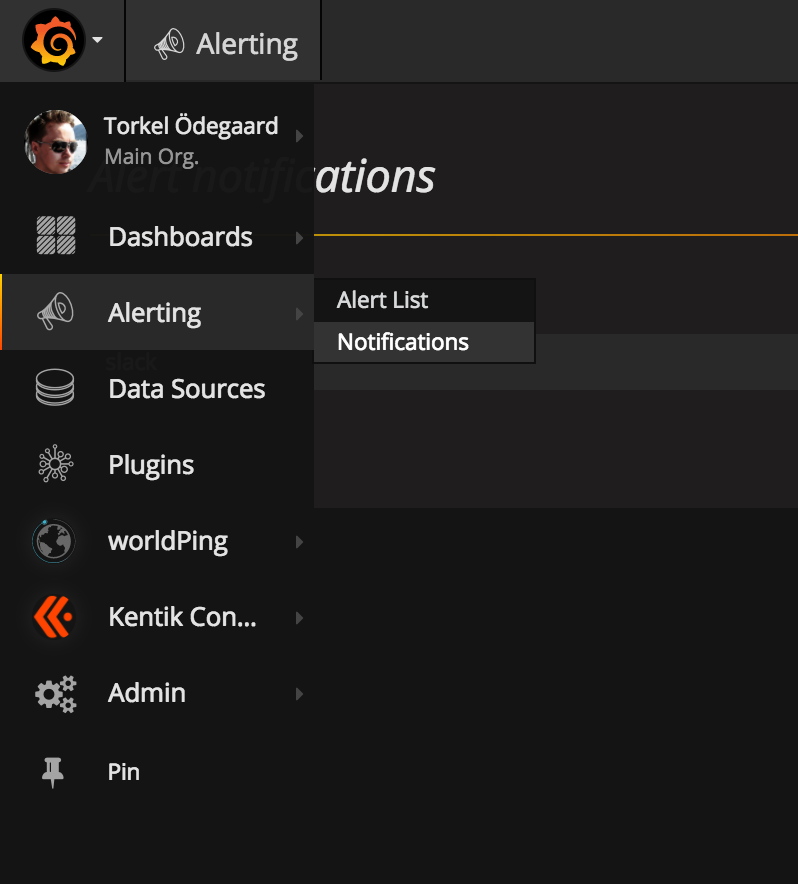 Alerting
Torkel Ödegaard
Main Org.
Alert notifications
Dashboards
Alerting
Alert List
Notifications
slack
Data Sources
Plugins
worldPing
Kentik Con...
Admin
Pin